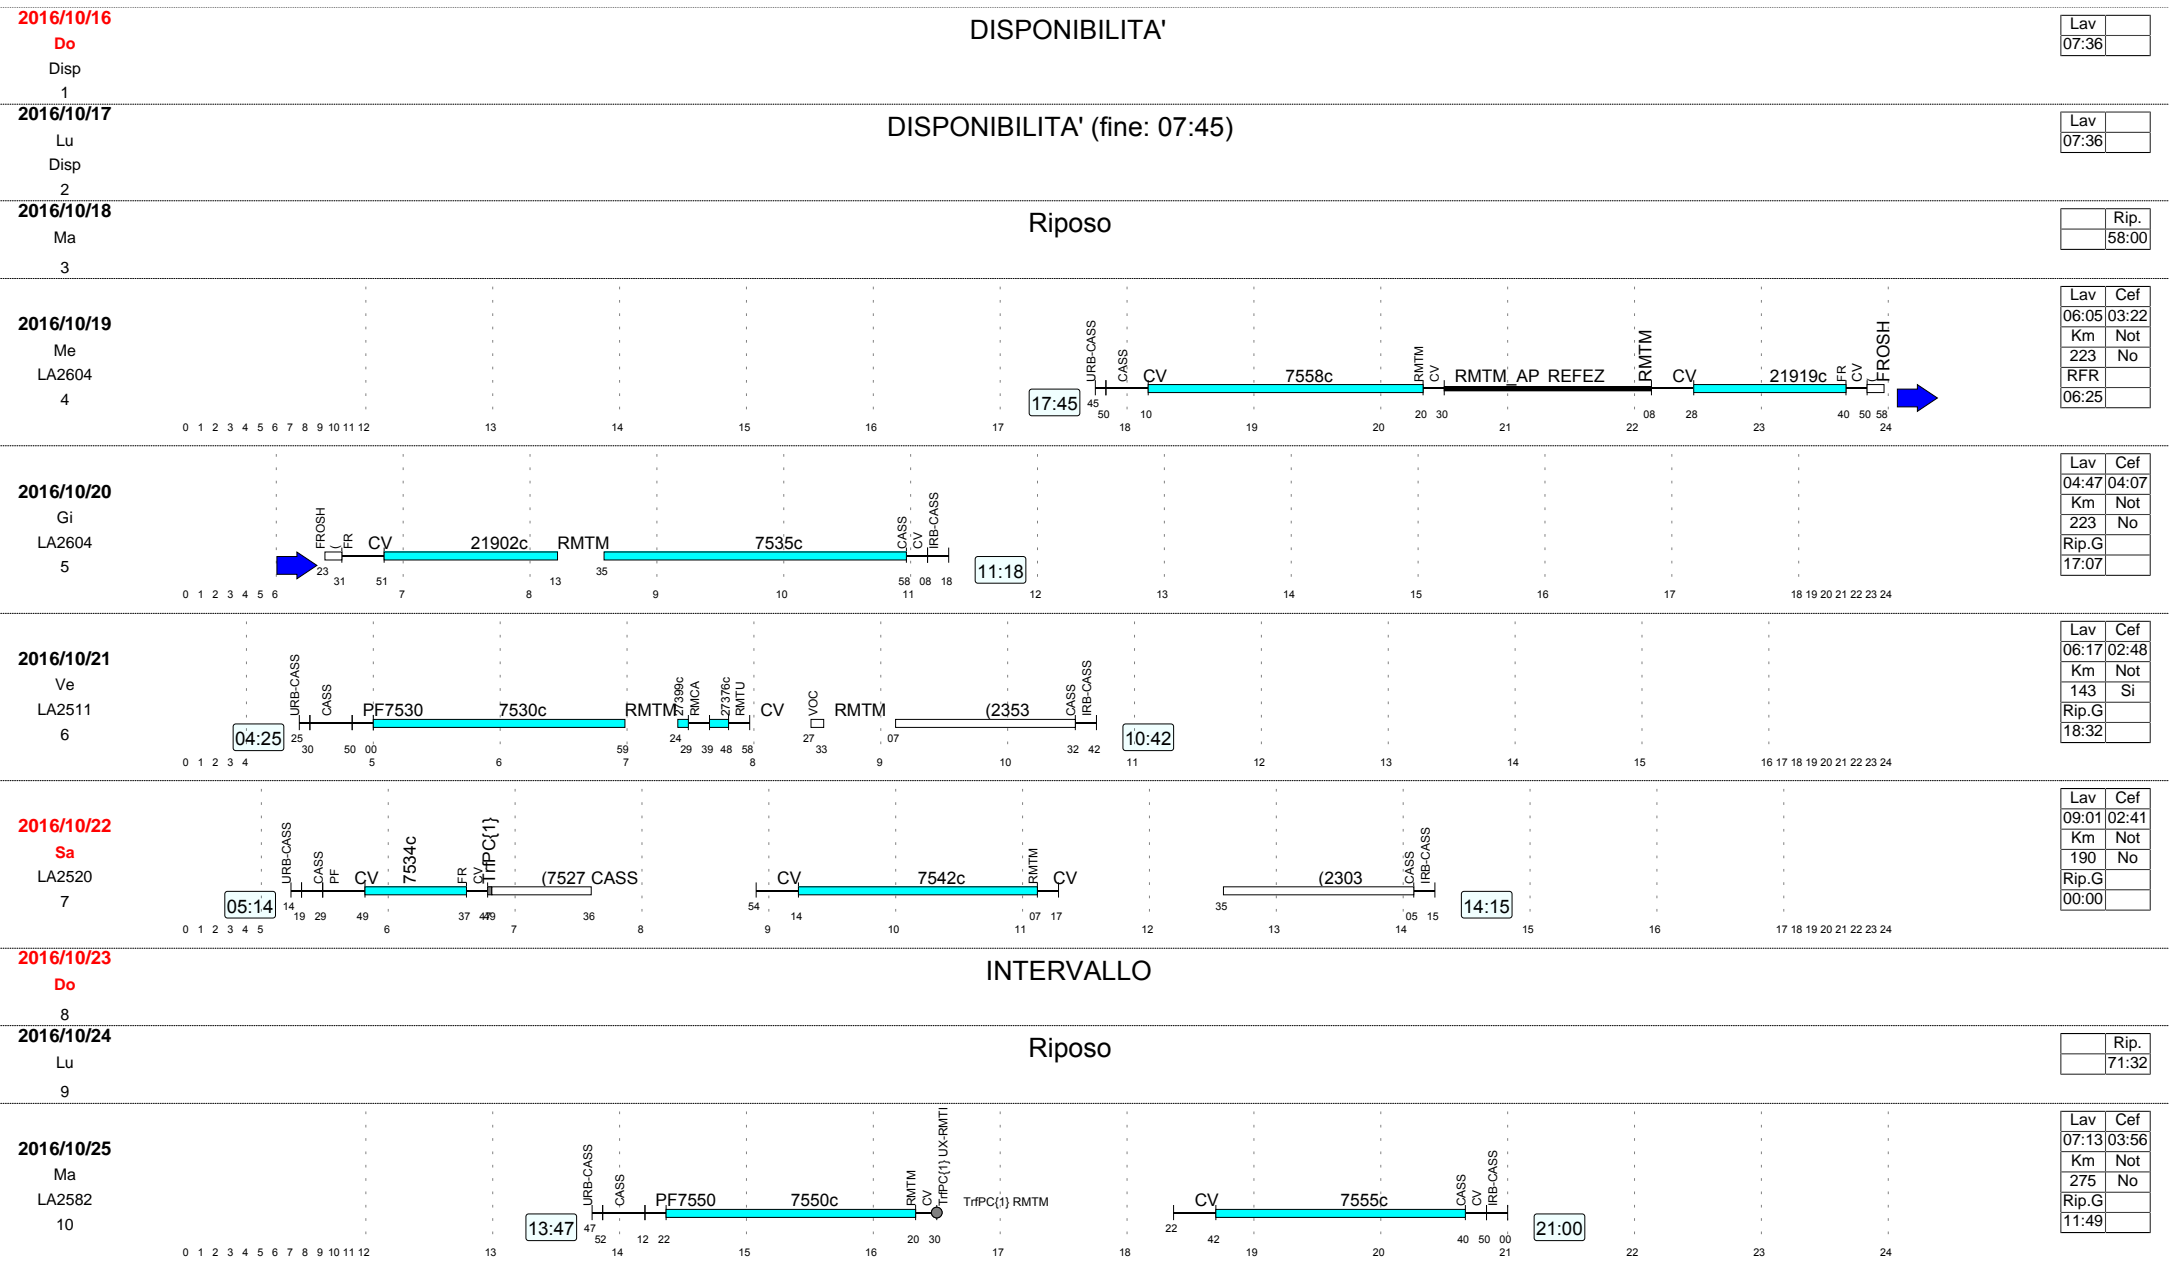 2016/10/16
Do
Disp
1
DISPONIBILITA'
Lav
07:36
2016/10/17
Lu
Disp
2
DISPONIBILITA' (fine: 07:45)
Lav
07:36
2016/10/18
Ma
3
Riposo
Rip.
58:00
2016/10/19
Me
LA2604
4
17:45
URB-CASS CASS CV 7558c RMTM CV RMTM_AP REFEZ RMTM CV 21919c FR CV ( FROSH
45 50 10 20 30 08 28 40 50 58
0 1 2 3 4 5 6 7 8 9 10 11 12 13 14 15 16 17 18 19 20 21 22 23 24
Lav Cef
06:05 03:22
Km Not
223 No
RFR
06:25
2016/10/20
Gi
LA2604
5
FROSH ( FR CV 21902c RMTM 7535c CASS CV IRB-CASS
23 31 51 13 35 58 08 18
11:18
0 1 2 3 4 5 6 7 8 9 10 11 12 13 14 15 16 17 18 19 20 21 22 23 24
Lav Cef
04:47 04:07
Km Not
223 No
Rip.G
17:07
2016/10/21
Ve
LA2511
6
04:25
URB-CASS CASS PF7530 7530c RMTM 27399c RMCA 27376c RMTU CV VOC RMTM (2353 CASS IRB-CASS
25 30 50 00 59 24 29 39 48 58 27 33 07 32 42
10:42
0 1 2 3 4 5 6 7 8 9 10 11 12 13 14 15 16 17 18 19 20 21 22 23 24
Lav Cef
06:17 02:48
Km Not
143 Si
Rip.G
18:32
2016/10/22
Sa
LA2520
7
05:14
URB-CASS CASS PF CV 7534c FR CV TrfPC{1} (7527 CASS CV 7542c RMTM CV (2303 CASS IRB-CASS
14 19 29 49 37 47 49 36 54 14 07 17 35 05 15
14:15
0 1 2 3 4 5 6 7 8 9 10 11 12 13 14 15 16 17 18 19 20 21 22 23 24
Lav Cef
09:01 02:41
Km Not
190 No
Rip.G
00:00
2016/10/23
Do
8
INTERVALLO
2016/10/24
Lu
9
Riposo
Rip.
71:32
2016/10/25
Ma
LA2582
10
13:47
URB-CASS CASS PF7550 7550c RMTM CV TrfPC{1} UX-RMTI TrfPC{1} RMTM CV 7555c CASS CV IRB-CASS
47 52 12 22 20 30 22 42 40 50 00
21:00
0 1 2 3 4 5 6 7 8 9 10 11 12 13 14 15 16 17 18 19 20 21 22 23 24
Lav Cef
07:13 03:56
Km Not
275 No
Rip.G
11:49